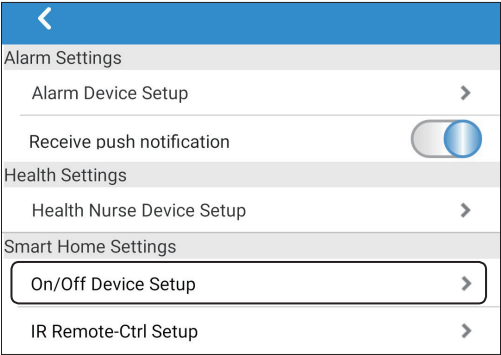 Alarm Settings
Alarm Device Setup
Receive push notification
Health Settings
Health Nurse Device Setup
Smart Home Settings
On/Off Device Setup
IR Remote-Ctrl Setup